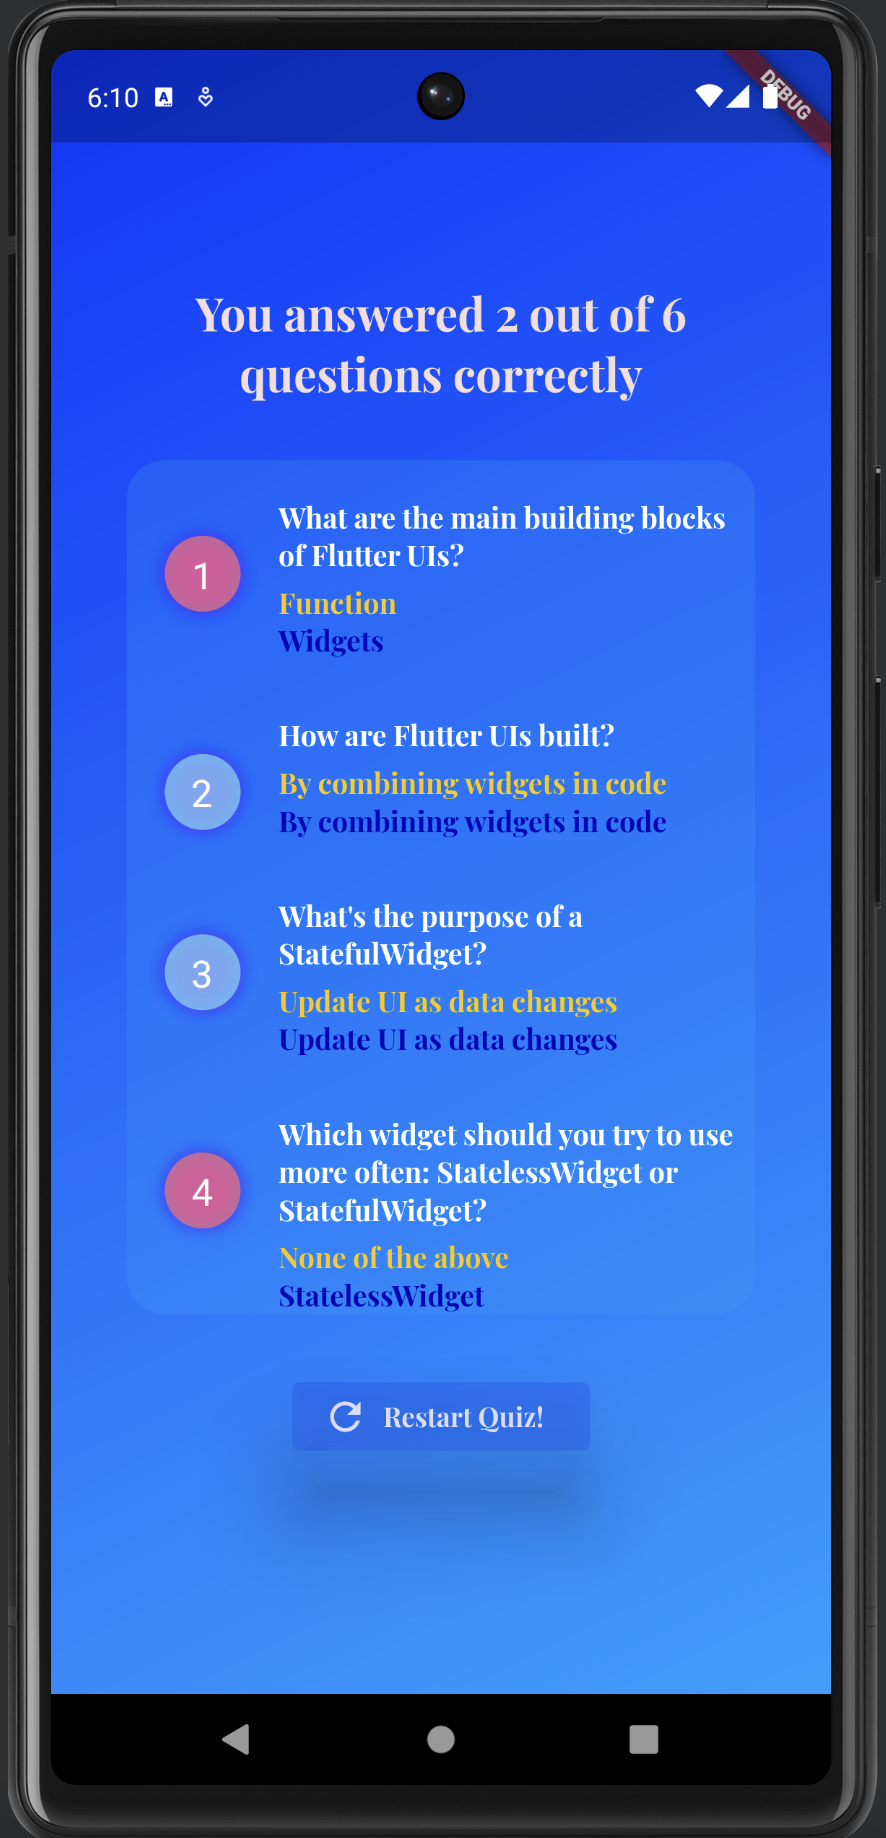 6:10
A
DEBUG
You answered 2 out of 6
questions correctly
1
What are the main building blocks
of Flutter UIs?
Function
Widgets
2
How are Flutter UIs built?
By combining widgets in code
By combining widgets in code
3
What's the purpose of a
StatefulWidget?
Update UI as data changes
Update UI as data changes
4
Which widget should you try to use
more often: StatelessWidget or
StatefulWidget?
None of the above
StatelessWidget
Restart Quiz!